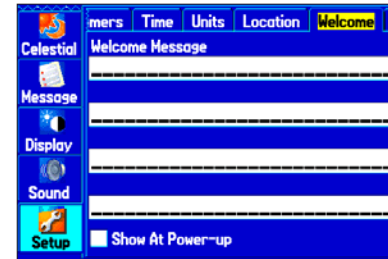 mers Time Units Location Welcome
Celestial
Welcome Message
Message
Display
Sound
Setup
Show At Power-up